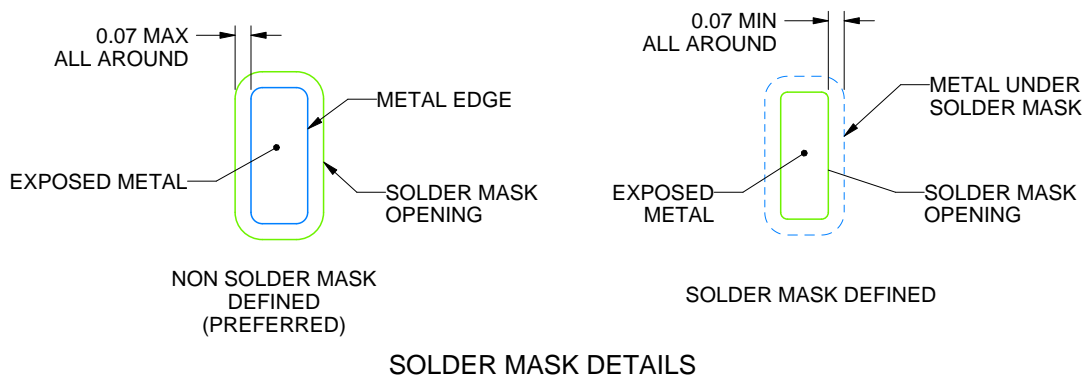 0.07 MAX
ALL AROUND
METAL EDGE
EXPOSED METAL
SOLDER MASK
OPENING
NON SOLDER MASK
DEFINED
(PREFERRED)
0.07 MIN
ALL AROUND
METAL UNDER
SOLDER MASK
EXPOSED
METAL
SOLDER MASK
OPENING
SOLDER MASK DEFINED
SOLDER MASK DETAILS